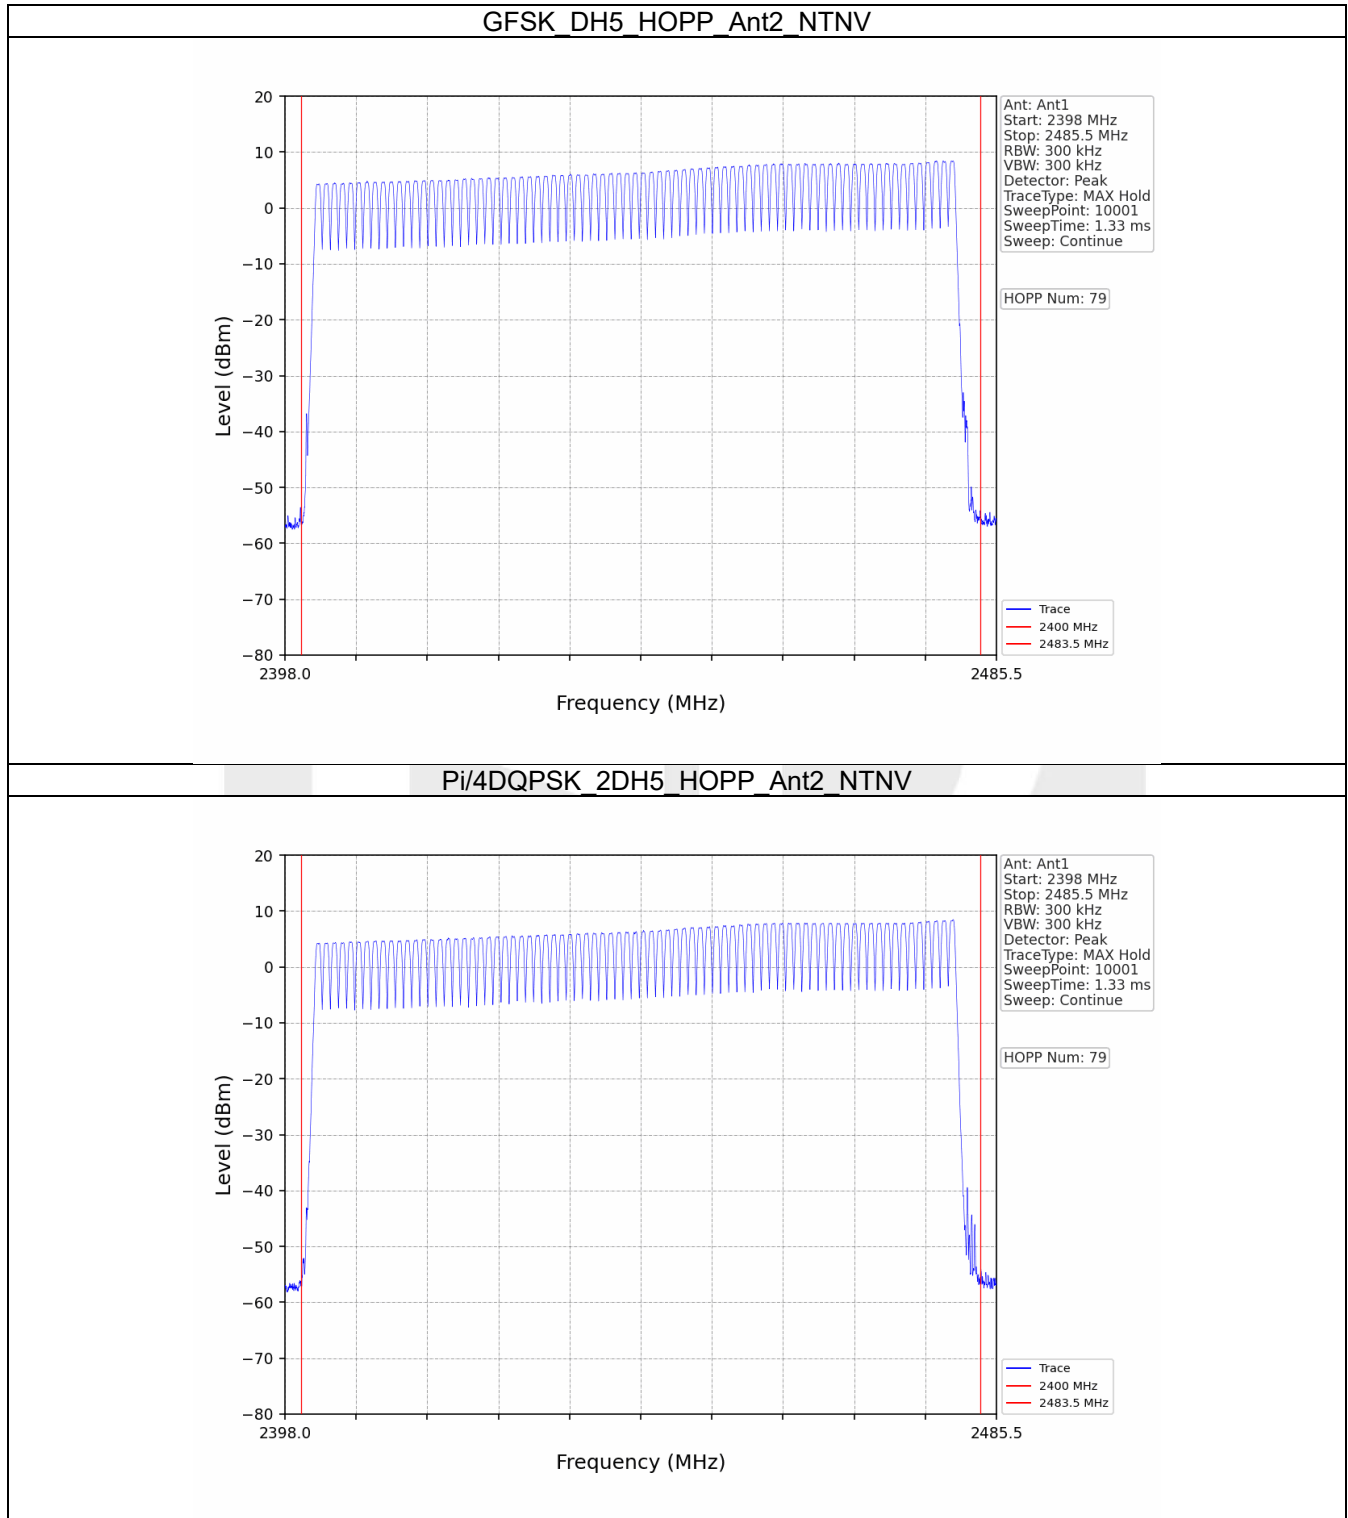 GFSK_DH5_HOPP_Ant2_NTNV
20
10
0
−10
−20
−30
−40
−50
−60
−70
−80
Level (dBm)
2398.0
2485.5
Frequency (MHz)
Ant: Ant1
Start: 2398 MHz
Stop: 2485.5 MHz
RBW: 300 kHz
VBW: 300 kHz
Detector: Peak
TraceType: MAX Hold
SweepPoint: 10001
SweepTime: 1.33 ms
Sweep: Continue
HOPP Num: 79
Trace
2400 MHz
2483.5 MHz
Pi/4DQPSK_2DH5_HOPP_Ant2_NTNV
20
10
0
−10
−20
−30
−40
−50
−60
−70
−80
Level (dBm)
2398.0
2485.5
Frequency (MHz)
Ant: Ant1
Start: 2398 MHz
Stop: 2485.5 MHz
RBW: 300 kHz
VBW: 300 kHz
Detector: Peak
TraceType: MAX Hold
SweepPoint: 10001
SweepTime: 1.33 ms
Sweep: Continue
HOPP Num: 79
Trace
2400 MHz
2483.5 MHz